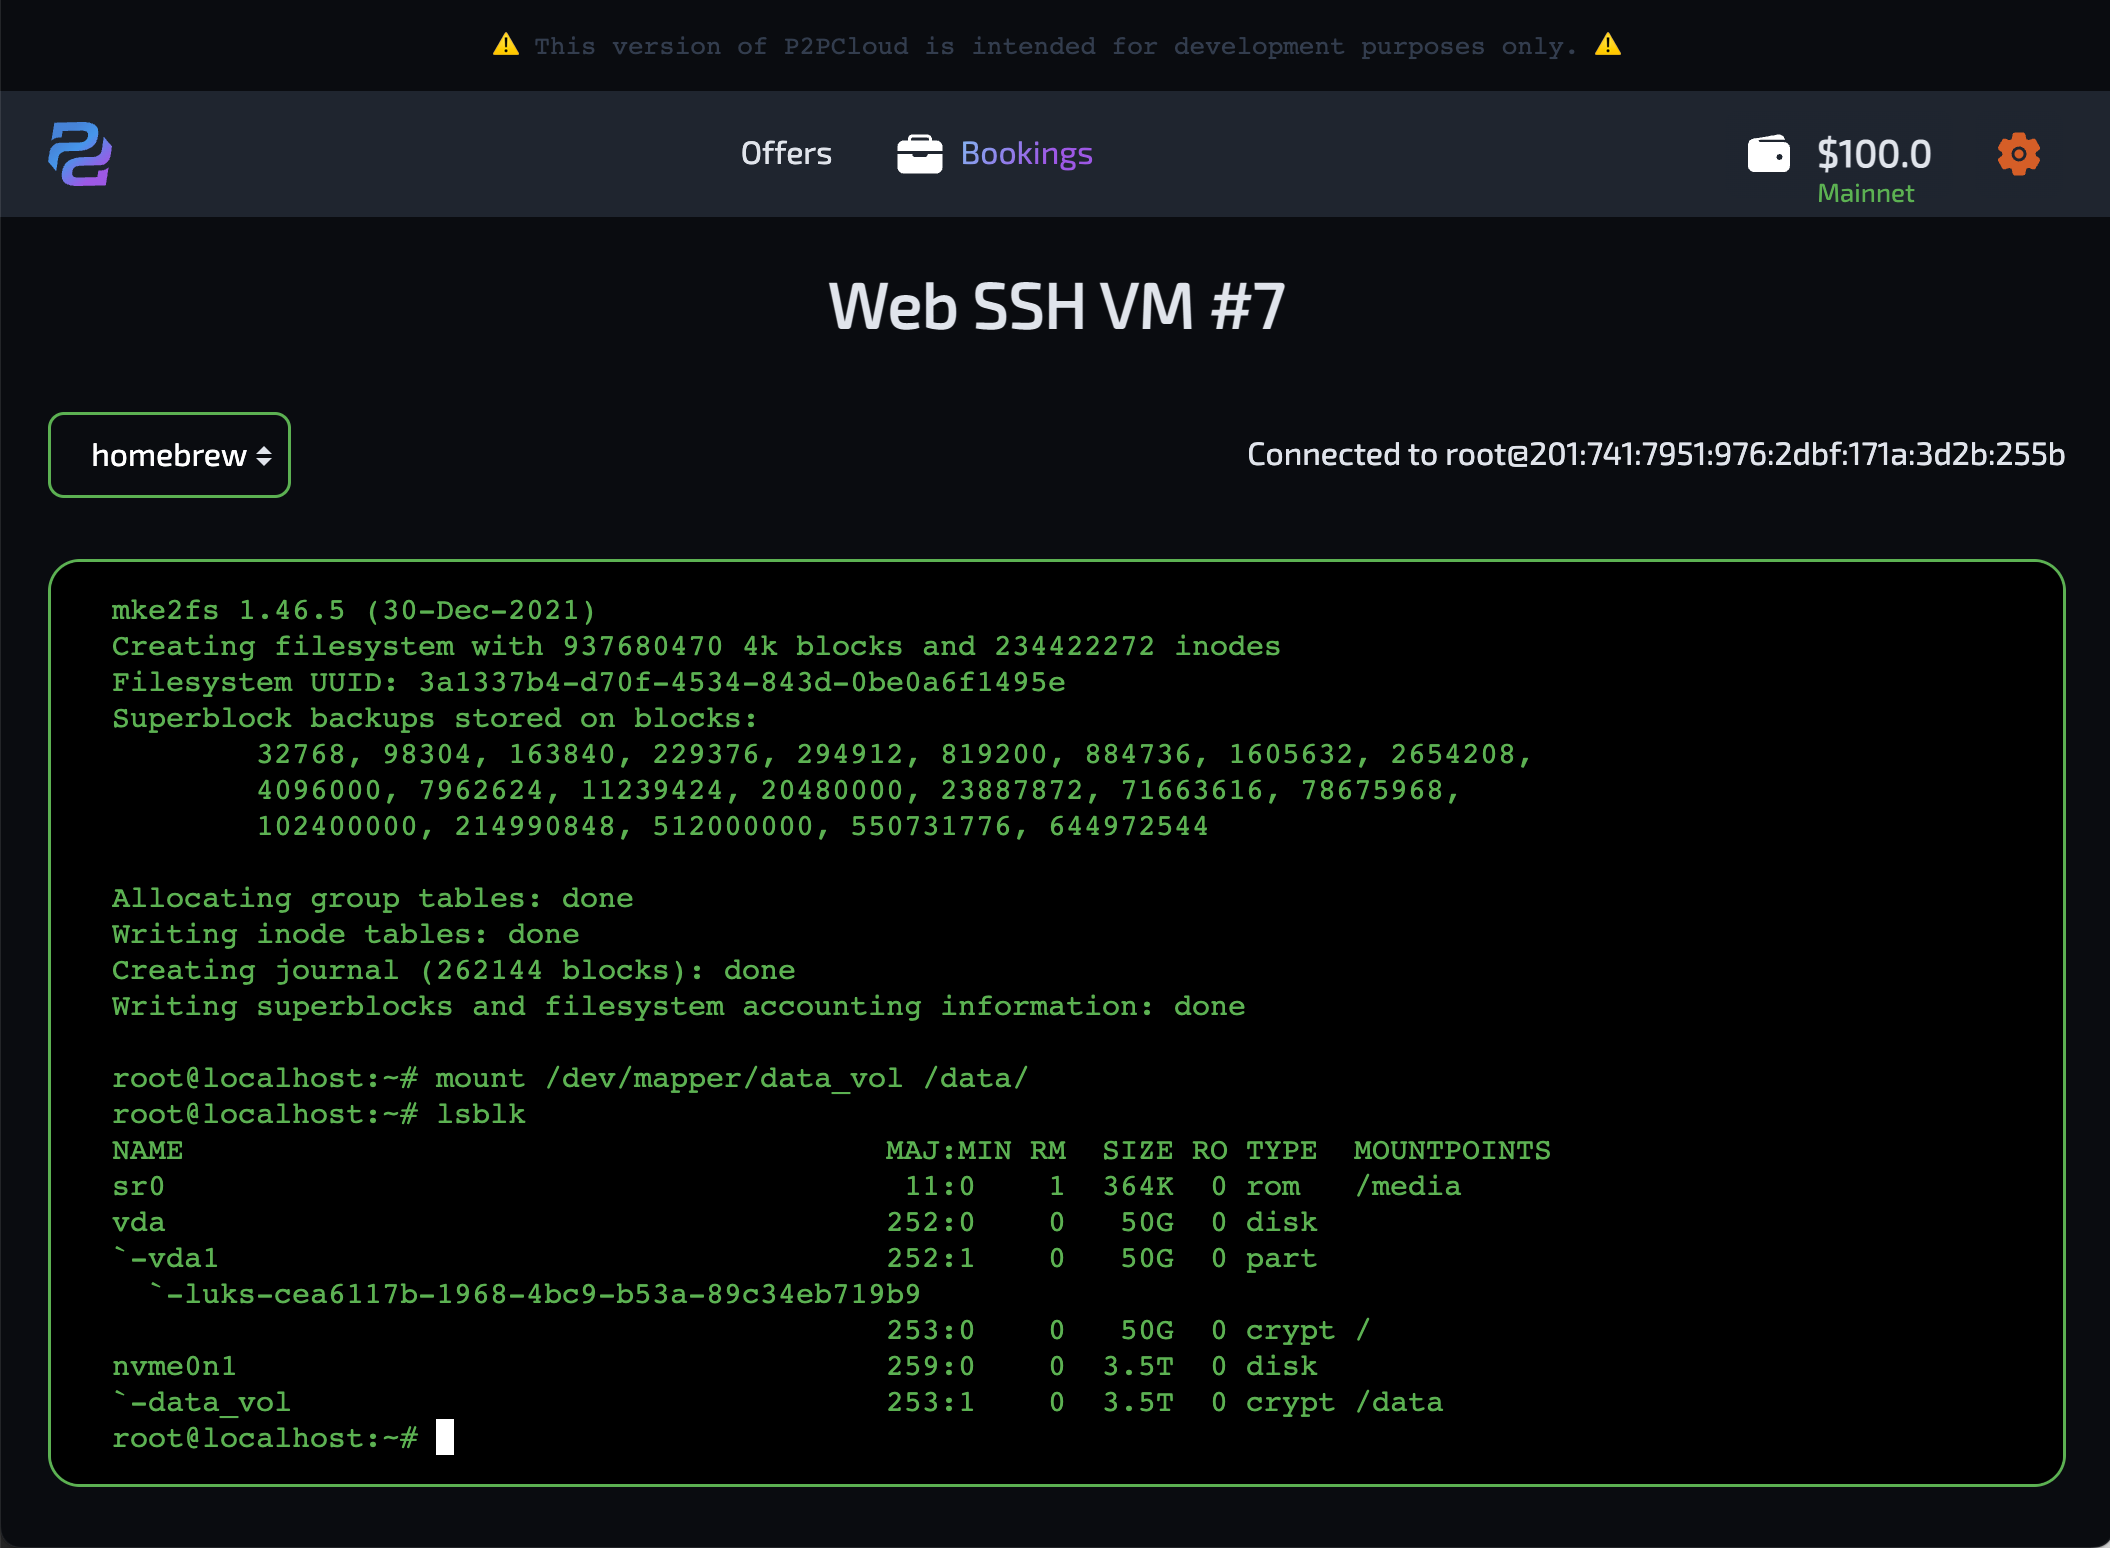 ⚠️ This version of P2PCloud is intended for development purposes only. ⚠️
Offers Bookings $100.0
Mainnet
Web SSH VM #7
homebrew Connected to root@201:741:7951:976:2dbf:171a:3d2b:255b
mke2fs 1.46.5 (30-Dec-2021)
Creating filesystem with 937680470 4k blocks and 234422272 inodes
Filesystem UUID: 3a1337b4-d70f-4534-843d-0be0a6f1495e
Superblock backups stored on blocks:
        32768, 98304, 163840, 229376, 294912, 819200, 884736, 1605632, 2654208,
        4096000, 7962624, 11239424, 20480000, 23887872, 71663616, 78675968,
        102400000, 214990848, 512000000, 550731776, 644972544
Allocating group tables: done
Writing inode tables: done
Creating journal (262144 blocks): done
Writing superblocks and filesystem accounting information: done
root@localhost:~# mount /dev/mapper/data_vol /data/
root@localhost:~# lsblk
NAME                                       MAJ:MIN RM  SIZE RO TYPE  MOUNTPOINTS
sr0                                         11:0    1  364K  0 rom   /media
vda                                        252:0    0   50G  0 disk
`-vda1                                     252:1    0   50G  0 part
  `-luks-cea6117b-1968-4bc9-b53a-89c34eb719b9
                                           253:0    0   50G  0 crypt /
nvme0n1                                    259:0    0  3.5T  0 disk
`-data_vol                                 253:1    0  3.5T  0 crypt /data
root@localhost:~#